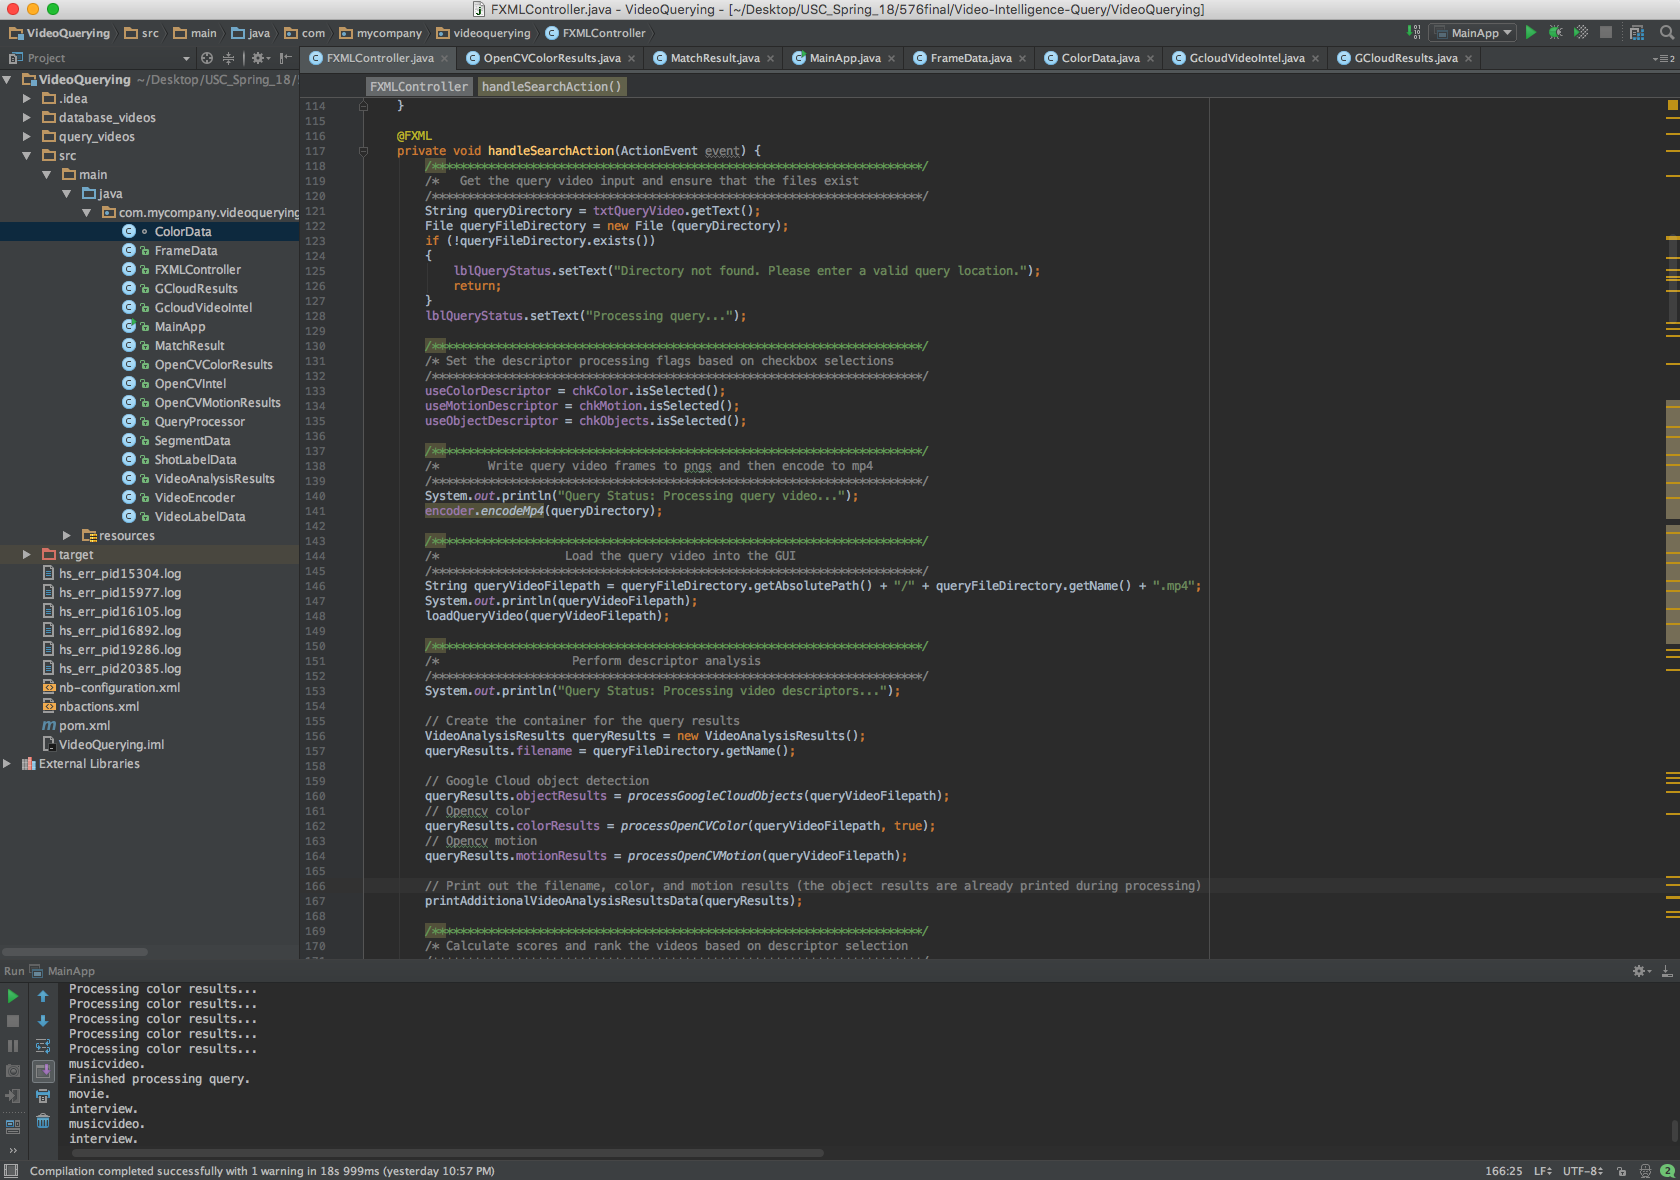 FXMLController.java - VideoQuerying - [~/Desktop/USC_Spring_18/576final/Video-Intelligence-Query/VideoQuerying]
VideoQuerying src main java com mycompany videoquerying FXMLController MainApp
Project FXMLController.java OpenCVColorResults.java MatchResult.java MainApp.java FrameData.java ColorData.java GcloudVideoIntel.java GCloudResults.java
VideoQuerying ~/Desktop/USC_Spring_18/
.idea
database_videos
query_videos
src
main
java
com.mycompany.videoquerying
ColorData
FrameData
FXMLController
GCloudResults
GcloudVideoIntel
MainApp
MatchResult
OpenCVColorResults
OpenCVIntel
OpenCVMotionResults
QueryProcessor
SegmentData
ShotLabelData
VideoAnalysisResults
VideoEncoder
VideoLabelData
resources
target
hs_err_pid15304.log
hs_err_pid15977.log
hs_err_pid16105.log
hs_err_pid16892.log
hs_err_pid19286.log
hs_err_pid20385.log
nb-configuration.xml
nbactions.xml
pom.xml
VideoQuerying.iml
External Libraries
FXMLController handleSearchAction()
114 }
115
116 @FXML
117 private void handleSearchAction(ActionEvent event) {
118 /**********************************************************************/
119 /* Get the query video input and ensure that the files exist
120 /**********************************************************************/
121 String queryDirectory = txtQueryVideo.getText();
122 File queryFileDirectory = new File (queryDirectory);
123 if (!queryFileDirectory.exists())
124 {
125 lblQueryStatus.setText("Directory not found. Please enter a valid query location.");
126 return;
127 }
128 lblQueryStatus.setText("Processing query...");
129
130 /**********************************************************************/
131 /* Set the descriptor processing flags based on checkbox selections
132 /**********************************************************************/
133 useColorDescriptor = chkColor.isSelected();
134 useMotionDescriptor = chkMotion.isSelected();
135 useObjectDescriptor = chkObjects.isSelected();
136
137 /**********************************************************************/
138 /* Write query video frames to pngs and then encode to mp4
139 /**********************************************************************/
140 System.out.println("Query Status: Processing query video...");
141 encoder.encodeMp4(queryDirectory);
142
143 /**********************************************************************/
144 /* Load the query video into the GUI
145 /**********************************************************************/
146 String queryVideoFilepath = queryFileDirectory.getAbsolutePath() + "/" + queryFileDirectory.getName() + ".mp4";
147 System.out.println(queryVideoFilepath);
148 loadQueryVideo(queryVideoFilepath);
149
150 /**********************************************************************/
151 /* Perform descriptor analysis
152 /**********************************************************************/
153 System.out.println("Query Status: Processing video descriptors...");
154
155 // Create the container for the query results
156 VideoAnalysisResults queryResults = new VideoAnalysisResults();
157 queryResults.filename = queryFileDirectory.getName();
158
159 // Google Cloud object detection
160 queryResults.objectResults = processGoogleCloudObjects(queryVideoFilepath);
161 // Opencv color
162 queryResults.colorResults = processOpenCVColor(queryVideoFilepath, true);
163 // Opencv motion
164 queryResults.motionResults = processOpenCVMotion(queryVideoFilepath);
165
166 // Print out the filename, color, and motion results (the object results are already printed during processing)
167 printAdditionalVideoAnalysisResultsData(queryResults);
168
169 /**********************************************************************/
170 /* Calculate scores and rank the videos based on descriptor selection
Run MainApp
Processing color results...
Processing color results...
Processing color results...
Processing color results...
Processing color results...
musicvideo.
Finished processing query.
movie.
interview.
musicvideo.
interview.
Compilation completed successfully with 1 warning in 18s 999ms (yesterday 10:57 PM) 166:25 LF UTF-8 2